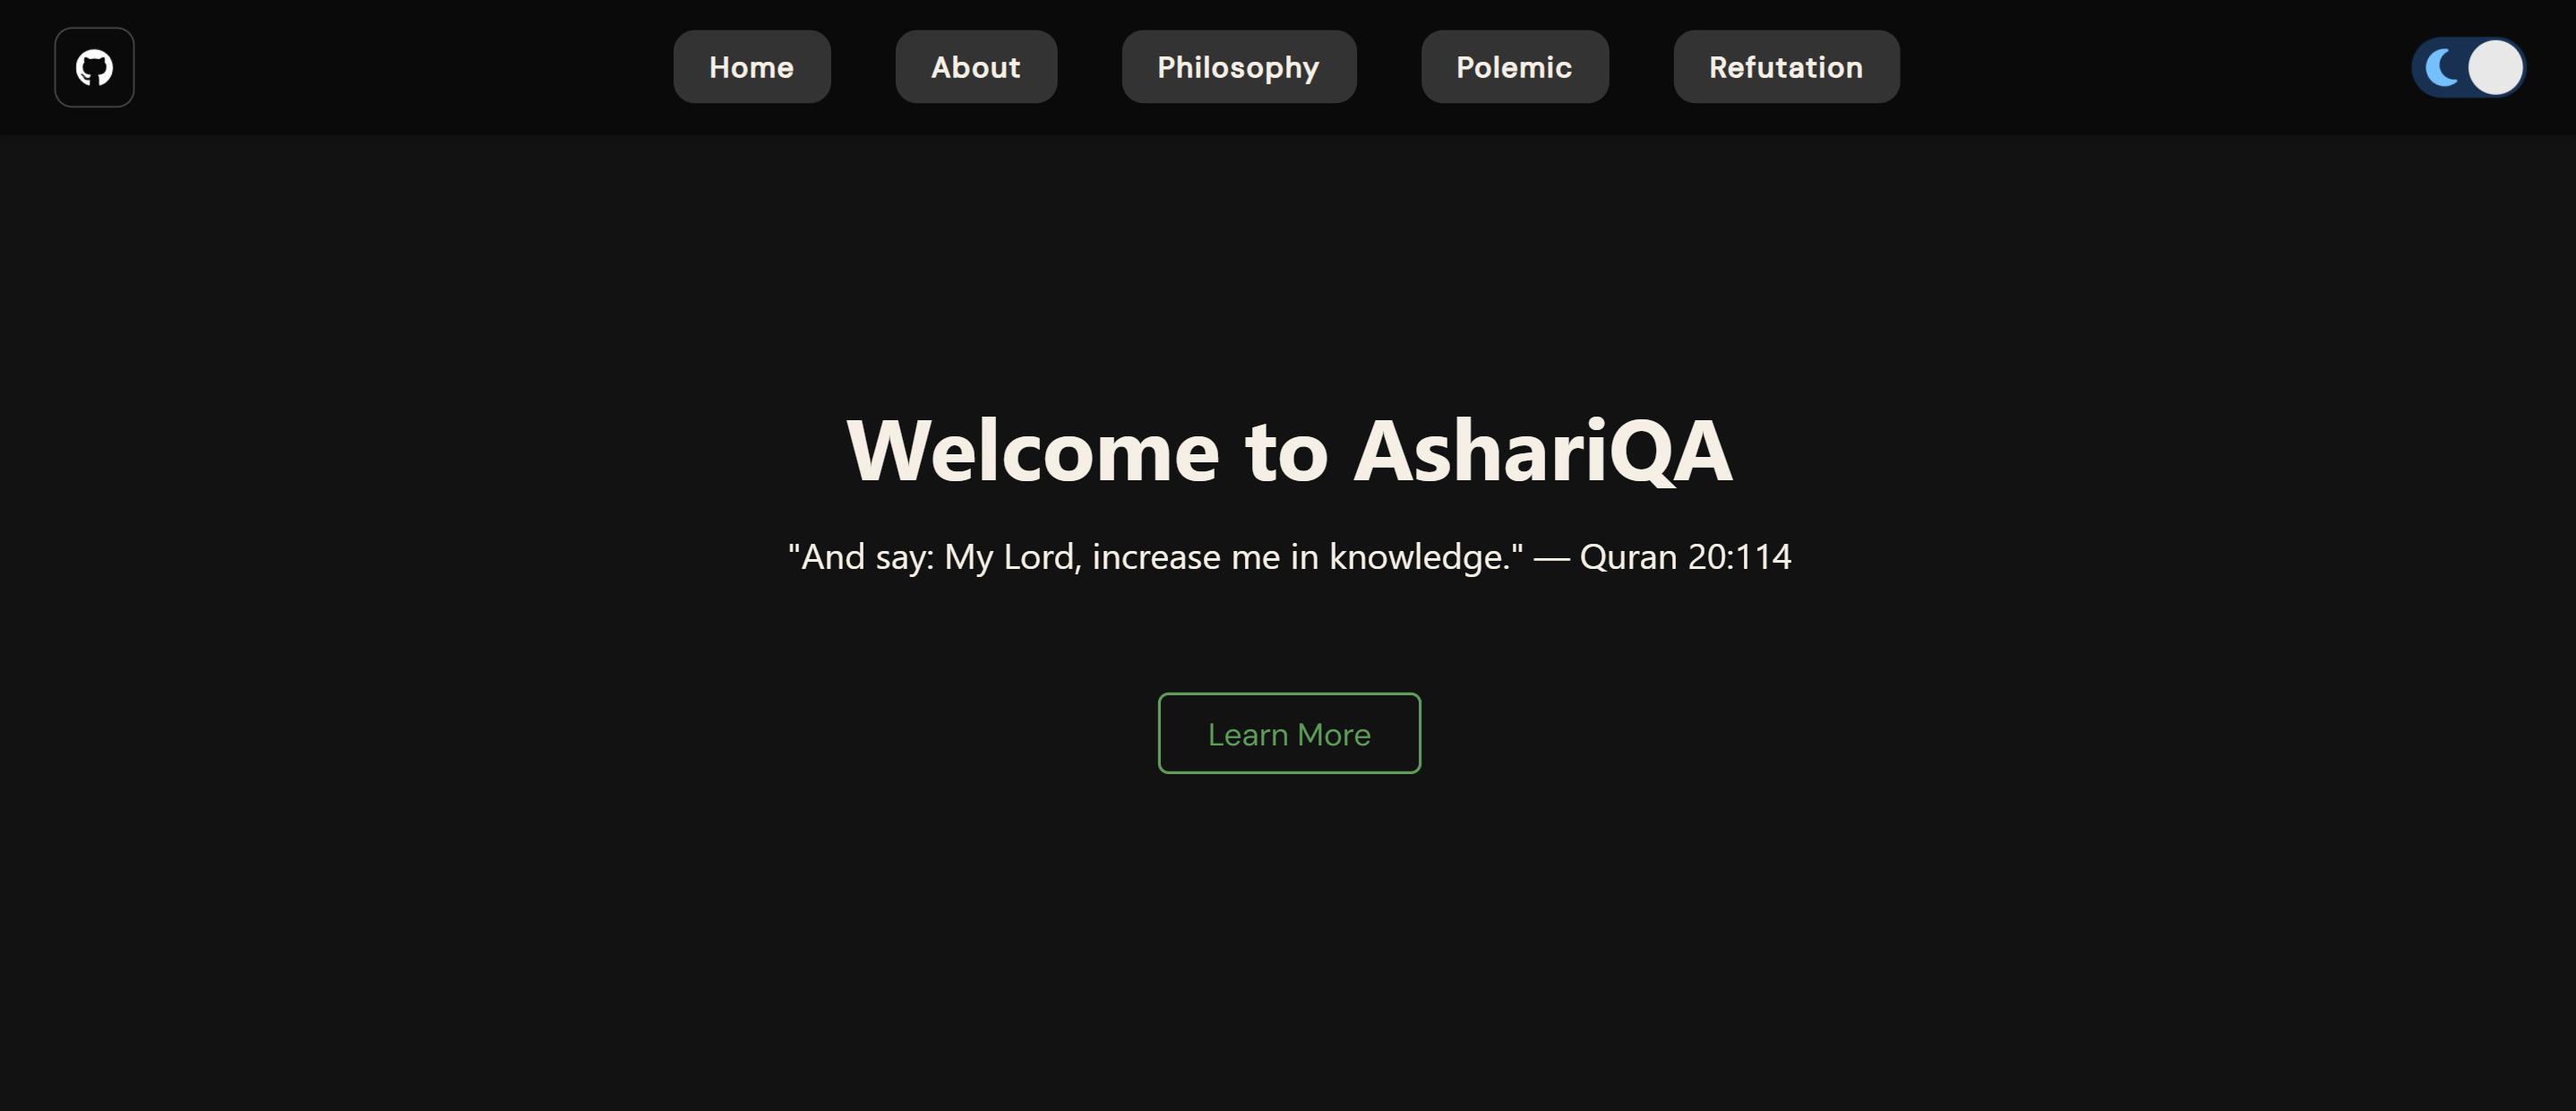 Home
About
Philosophy
Polemic
Refutation
Welcome to AshariQA
"And say: My Lord, increase me in knowledge." — Quran 20:114
Learn More